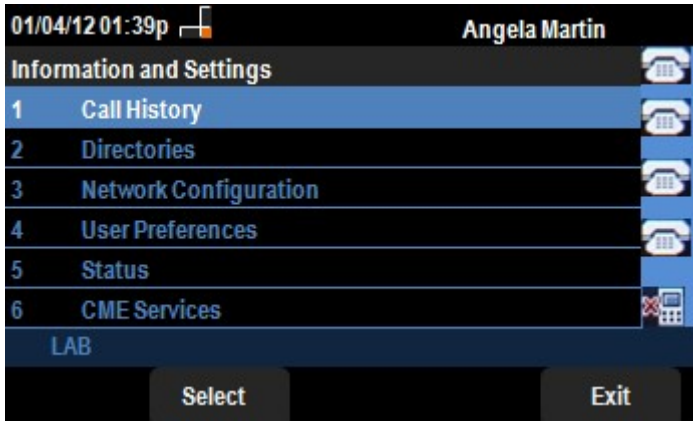 01/04/12 01:39p Angela Martin
Information and Settings
1 Call History
2 Directories
3 Network Configuration
4 User Preferences
5 Status
6 CME Services
LAB
Select Exit